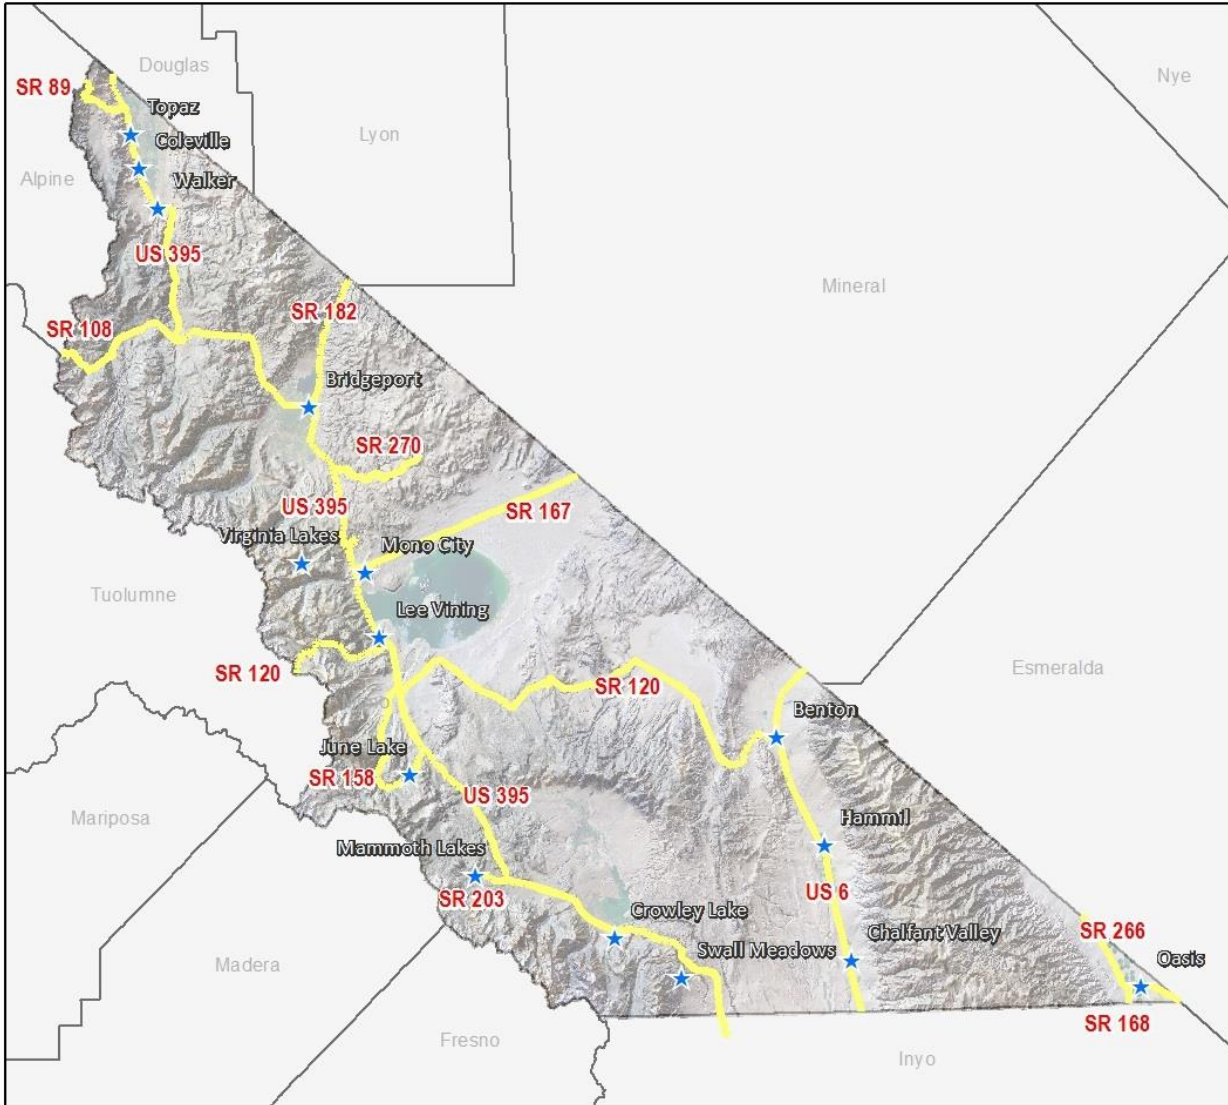 Douglas
Nye
SR 89
Topaz
Lyon
Coleville
Alpine
Walker
US 395
Mineral
SR 182
SR 108
Bridgeport
SR 270
US 395
SR 167
Virginia Lakes
Mono City
Tuolumne
Lee Vining
SR 120
Esmeralda
SR 120
Benton
June Lake
SR 158
US 395
Mariposa
Hammil
Mammoth Lakes
SR 203
US 6
Crowley Lake
SR 266
Chalfant Valley
Swall Meadows
Oasis
Madera
SR 168
Fresno
Inyo